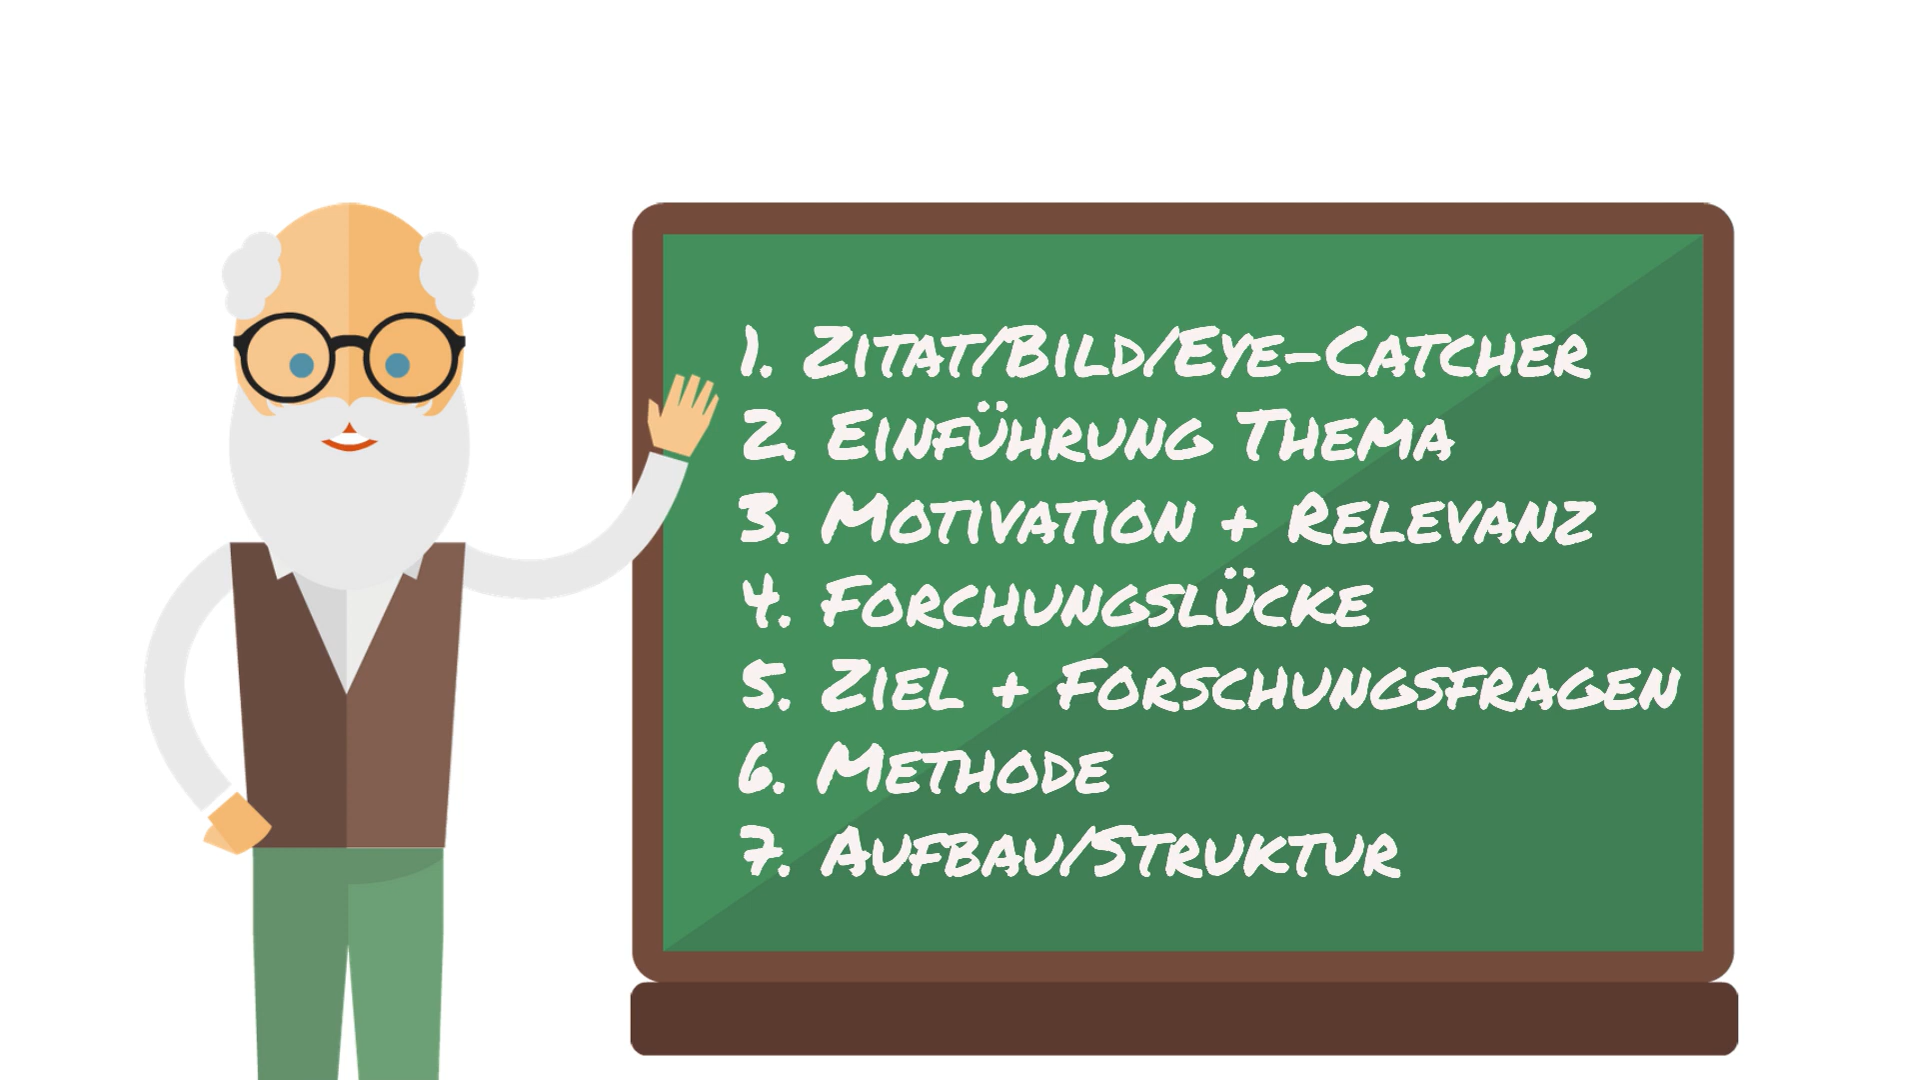 1. Zitat/Bild/Eye-Catcher
2. Einführung Thema
3. Motivation + Relevanz
4. Forchungslücke
5. Ziel + Forschungsfragen
6. Methode
7. Aufbau/Struktur